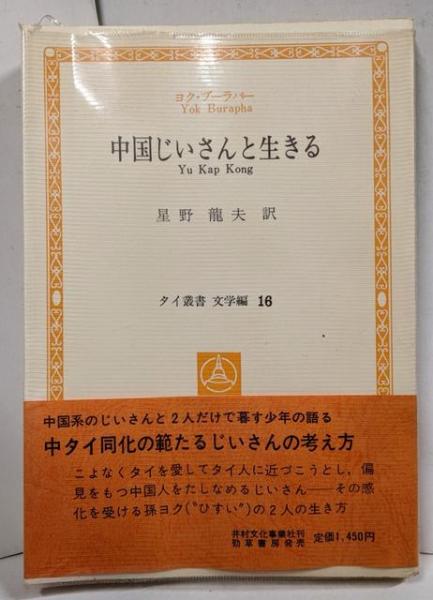 ヨク・ブーラパー
Yok Burapha
中国じいさんと生きる
Yu Kap Kong
星野 龍夫 訳
タイ叢書 文学編 16
中国系のじいさんと2人だけで暮す少年の語る
中タイ同化の範たるじいさんの考え方
こよなくタイを愛してタイ人に近づこうとし，偏
見をもつ中国人をたしなめるじいさん――その感
化を受ける孫ヨク（“ひすい”）の2人の生き方
井村文化事業社刊
勁草書房発売
定価1,450円